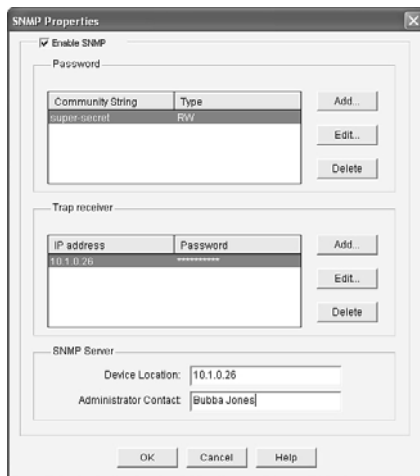 SNMP Properties
Enable SNMP
Password
Community String Type
super-secret RW
Add...
Edit...
Delete
Trap receiver
IP address Password
10.1.0.26 **********
Add...
Edit...
Delete
SNMP Server
Device Location: 10.1.0.26
Administrator Contact: Bubba Jones
OK Cancel Help